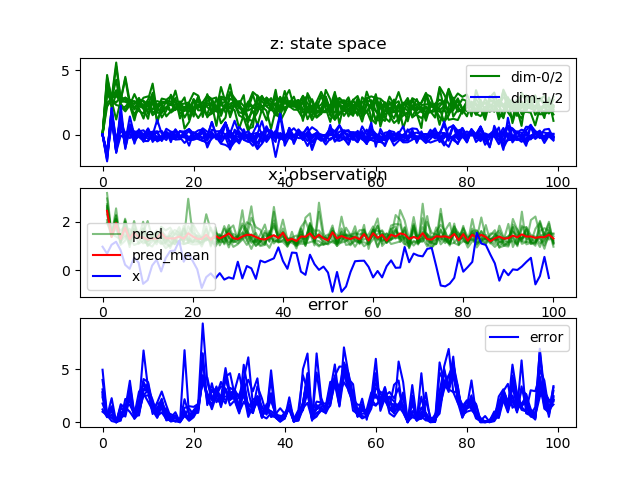 z: state space
5
0
dim-0/2
dim-1/2
0 20 40 60 80 100
x: observation
2
0
pred
pred_mean
x
0 20 40 60 80 100
error
5
0
error
0 20 40 60 80 100